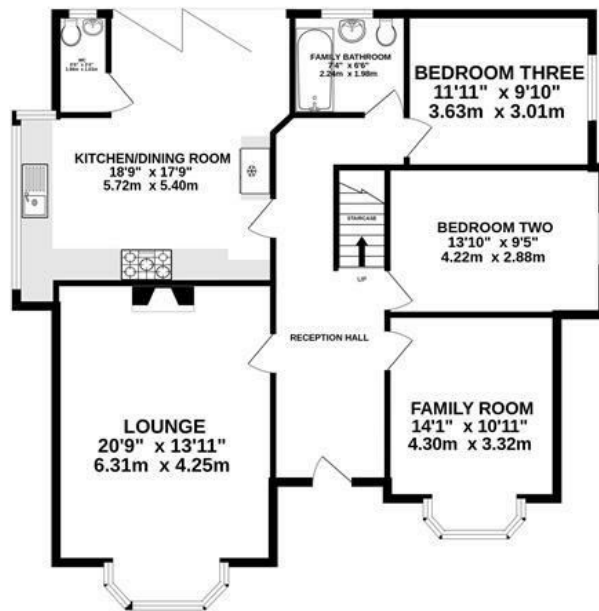 WC
FAMILY BATHROOM
7'4" x 6'6"
2.24m x 1.98m
BEDROOM THREE
11'11" x 9'10"
3.63m x 3.01m
KITCHEN/DINING ROOM
18'9" x 17'9"
5.72m x 5.40m
STAIRCASE
UP
BEDROOM TWO
13'10" x 9'5"
4.22m x 2.88m
RECEPTION HALL
LOUNGE
20'9" x 13'11"
6.31m x 4.25m
FAMILY ROOM
14'1" x 10'11"
4.30m x 3.32m